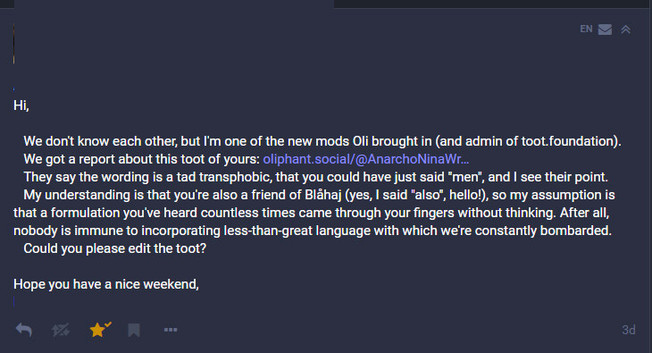 EN
Hi,
We don't know each other, but I'm one of the new mods Oli brought in (and admin of toot.foundation).
We got a report about this toot of yours: oliphant.social/@AnarchoNinaWr...
They say the wording is a tad transphobic, that you could have just said "men", and I see their point.
My understanding is that you're also a friend of Blåhaj (yes, I said "also", hello!), so my assumption is
that a formulation you've heard countless times came through your fingers without thinking. After all,
nobody is immune to incorporating less-than-great language with which we're constantly bombarded.
Could you please edit the toot?
Hope you have a nice weekend,
3d